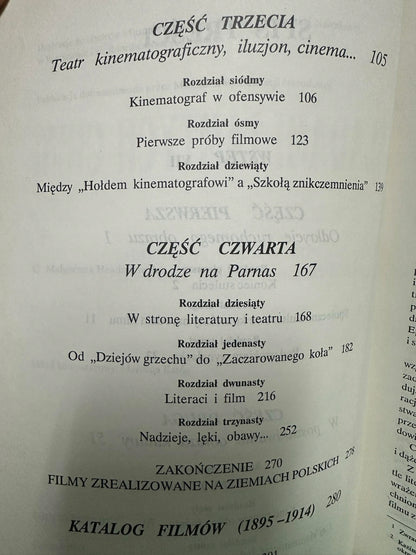 CZĘŚĆ TRZECIA
Teatr kinematograficzny, iluzjon, cinema... 105
Rozdział siódmy
Kinematograf w ofensywie 106
Rozdział ósmy
Pierwsze próby filmowe 123
Rozdział dziewiąty
Między „Hołdem kinematografowi” a „Szkołą znikczemnienia” 139
CZĘŚĆ CZWARTA
W drodze na Parnas 167
Rozdział dziesiąty
W stronę literatury i teatru 168
Rozdział jedenasty
Od „Dziejów grzechu” do „Zaczarowanego koła” 182
Rozdział dwunasty
Literaci i film 216
Rozdział trzynasty
Nadzieje, lęki, obawy... 252
ZAKOŃCZENIE 270
FILMY ZREALIZOWANE NA ZIEMIACH POLSKICH 278
KATALOG FILMÓW (1895-1914) 280